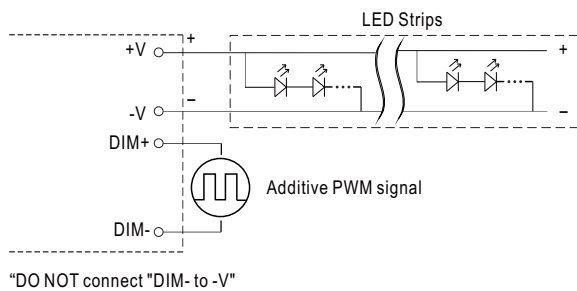 LED Strips
+V
+
+
-V
−
−
DIM+
Additive PWM signal
DIM-
“DO NOT connect "DIM- to -V"